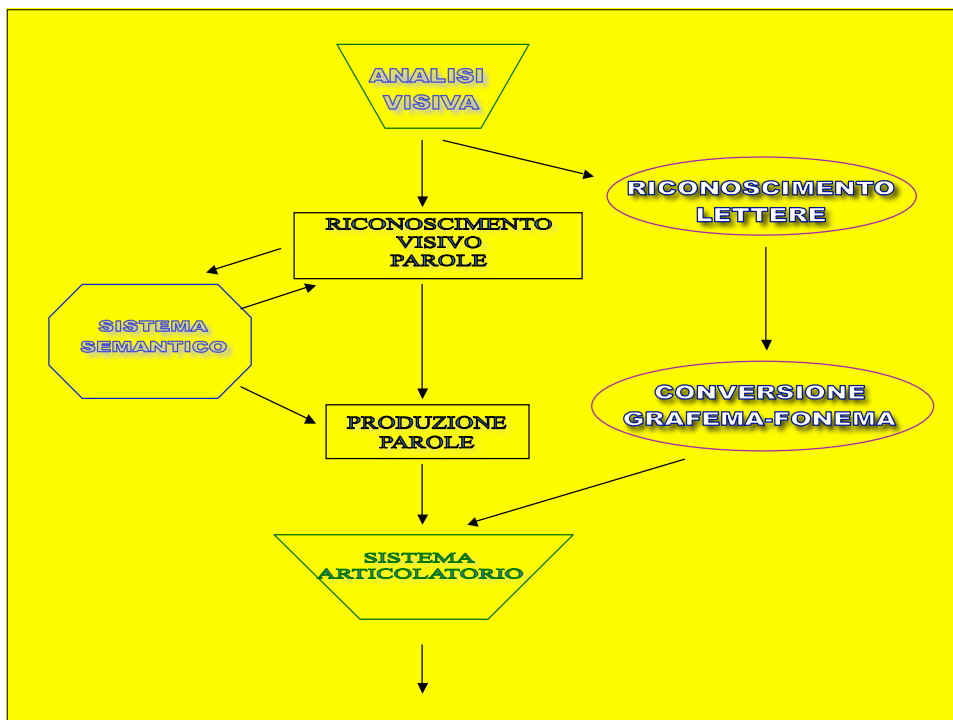 ANALISI
VISIVA
RICONOSCIMENTO
LETTERE
RICONOSCIMENTO
VISIVO
PAROLE
SISTEMA
SEMANTICO
CONVERSIONE
GRAFEMA-FONEMA
PRODUZIONE
PAROLE
SISTEMA
ARTICOLATORIO